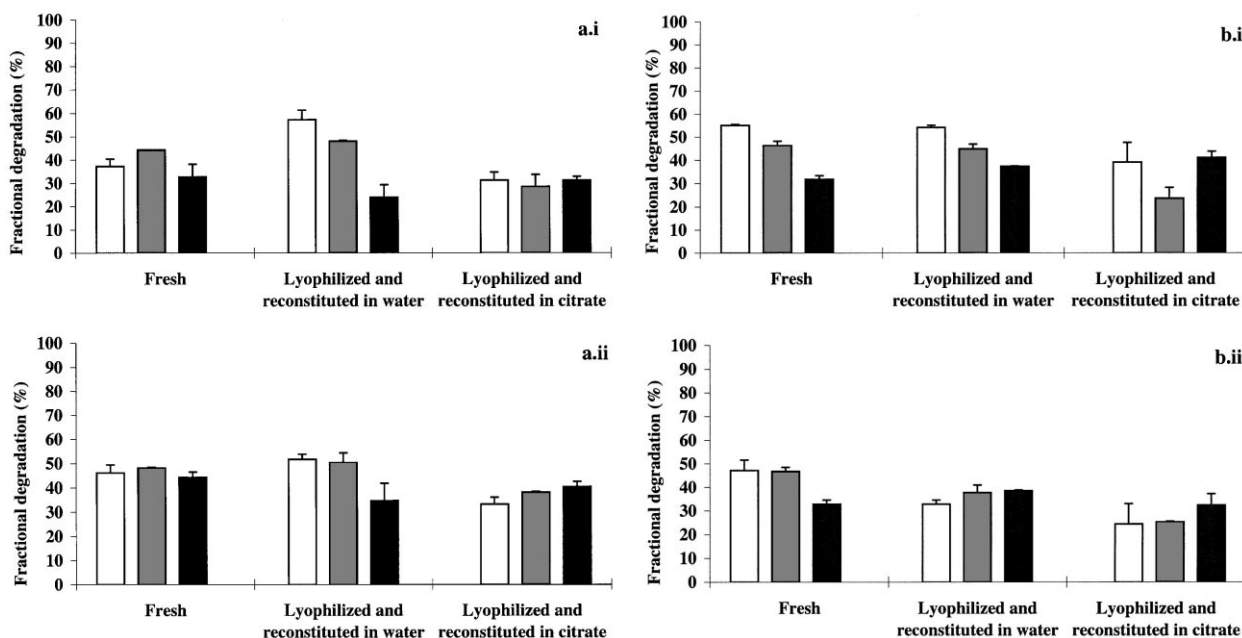 a.i
Fractional degradation (%)
100
90
80
70
60
50
40
30
20
10
0
Fresh
Lyophilized and
reconstituted in water
Lyophilized and
reconstituted in citrate
b.i
Fractional degradation (%)
100
90
80
70
60
50
40
30
20
10
0
Fresh
Lyophilized and
reconstituted in water
Lyophilized and
reconstituted in citrate
a.ii
Fractional degradation (%)
100
90
80
70
60
50
40
30
20
10
0
Fresh
Lyophilized and
reconstituted in water
Lyophilized and
reconstituted in citrate
b.ii
Fractional degradation (%)
100
90
80
70
60
50
40
30
20
10
0
Fresh
Lyophilized and
reconstituted in water
Lyophilized and
reconstituted in citrate